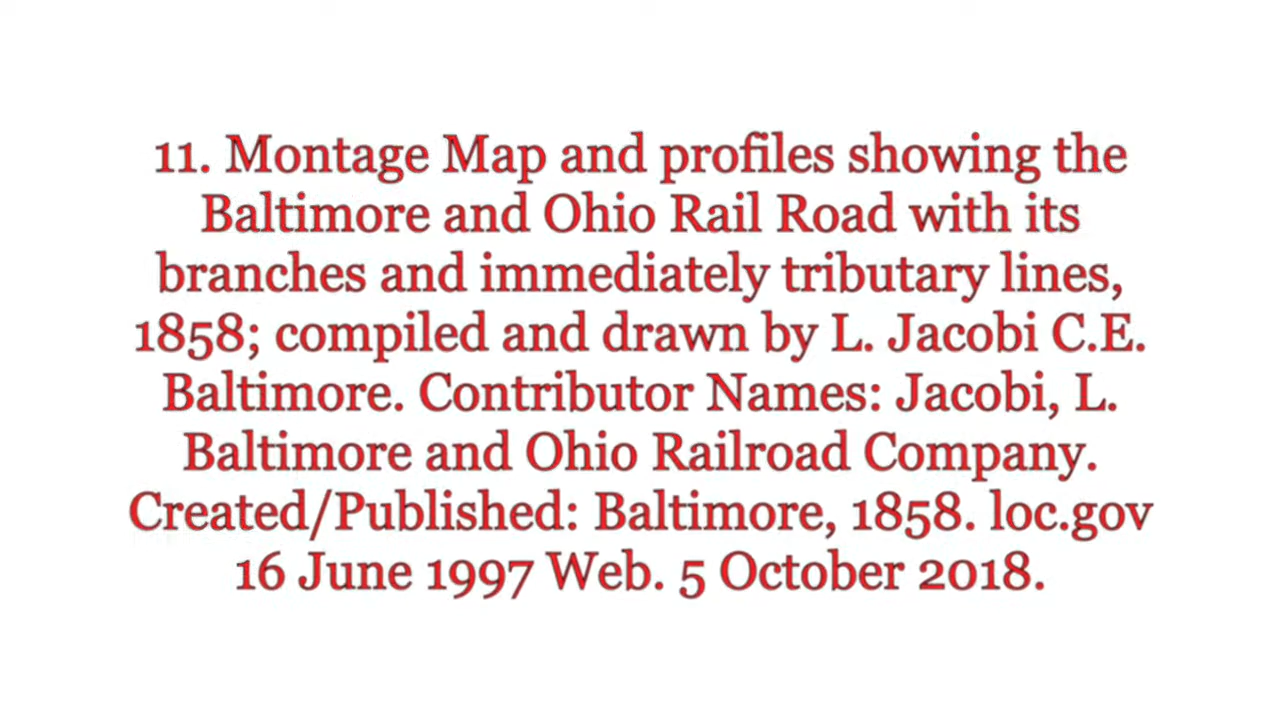 11. Montage Map and profiles showing the
Baltimore and Ohio Rail Road with its
branches and immediately tributary lines,
1858; compiled and drawn by L. Jacobi C.E.
Baltimore. Contributor Names: Jacobi, L.
Baltimore and Ohio Railroad Company.
Created/Published: Baltimore, 1858. loc.gov
16 June 1997 Web. 5 October 2018.